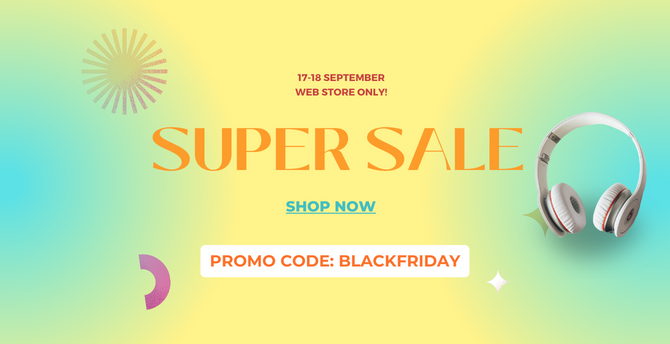 17-18 SEPTEMBER
WEB STORE ONLY!
SUPER SALE
SHOP NOW
PROMO CODE: BLACKFRIDAY